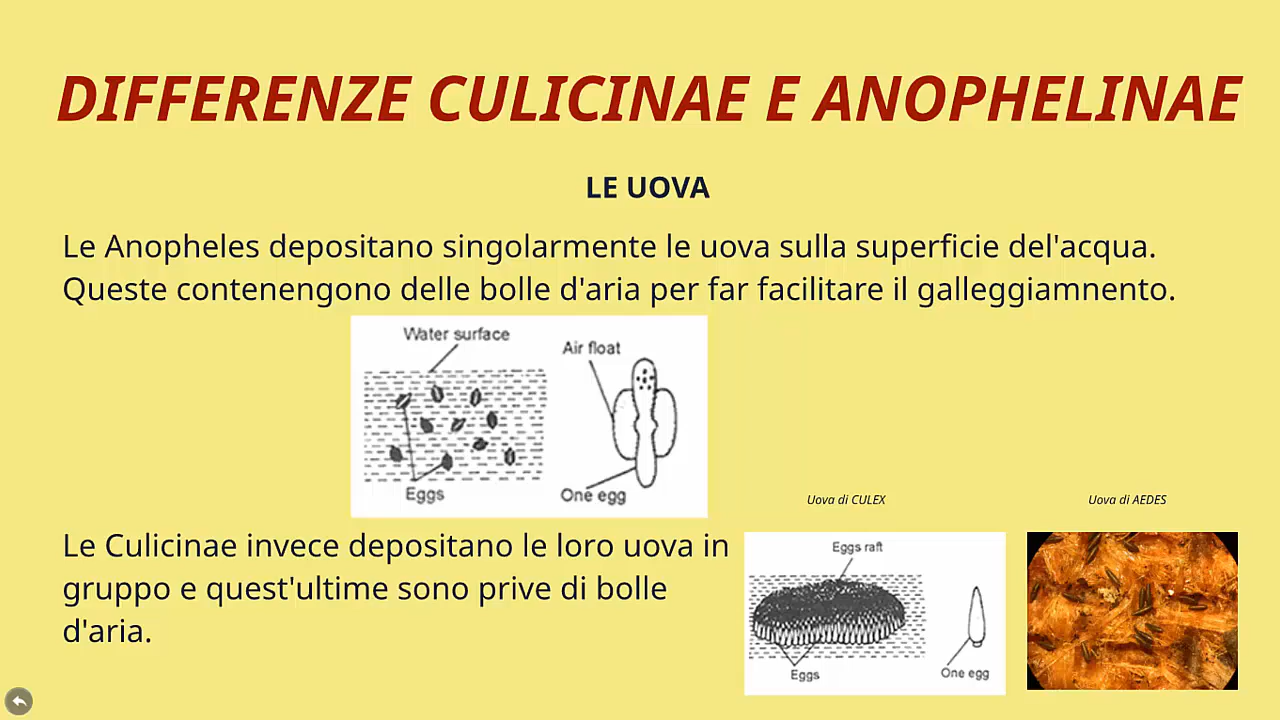 DIFFERENZE CULICINAE E ANOPHELINAE
LE UOVA
Le Anopheles depositano singolarmente le uova sulla superficie del'acqua.
Queste contenengono delle bolle d'aria per far facilitare il galleggiamnento.
Water surface
Air float
Eggs
One egg
Uova di CULEX
Uova di AEDES
Le Culicinae invece depositano le loro uova in
gruppo e quest'ultime sono prive di bolle
d'aria.
Eggs raft
Eggs
One egg